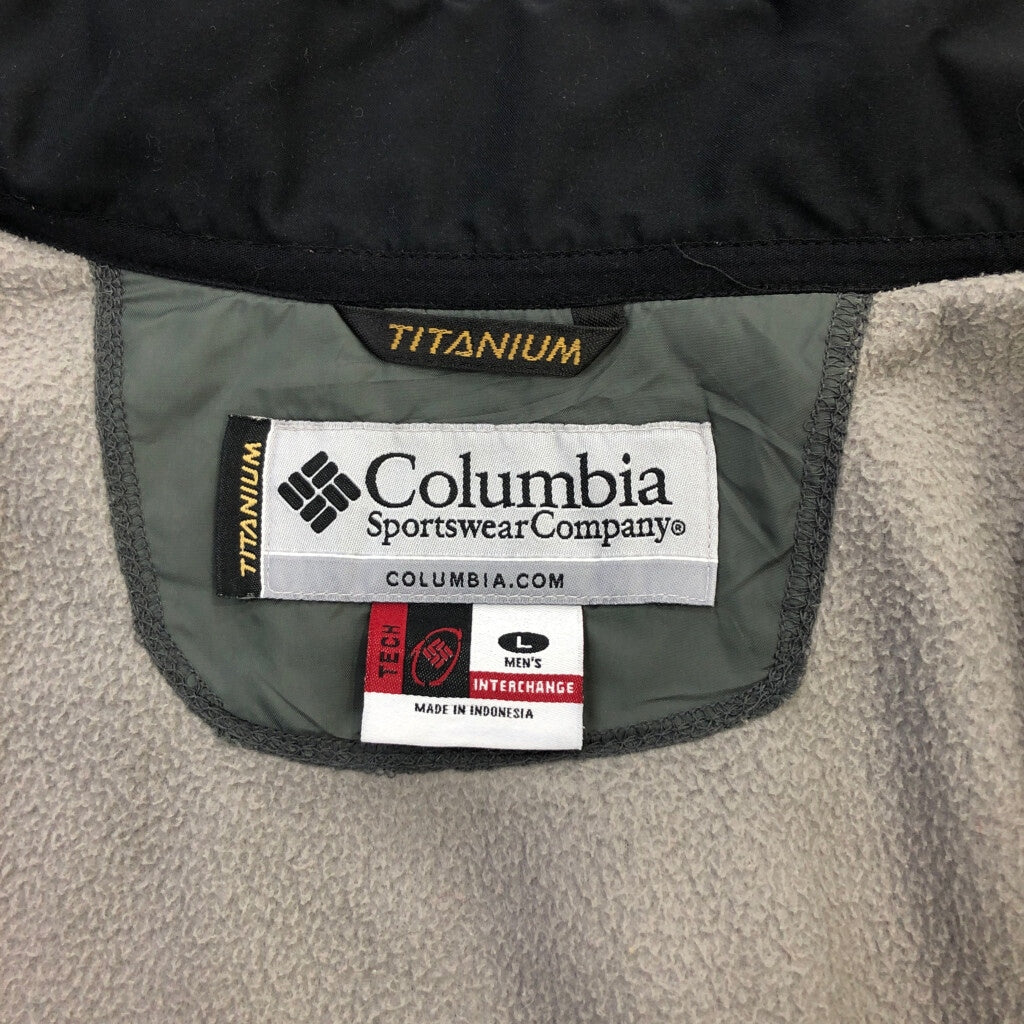 TITANIUM
TITANIUM
Columbia
Sportswear Company®
COLUMBIA.COM
TECH
L
MEN'S
INTERCHANGE
MADE IN INDONESIA